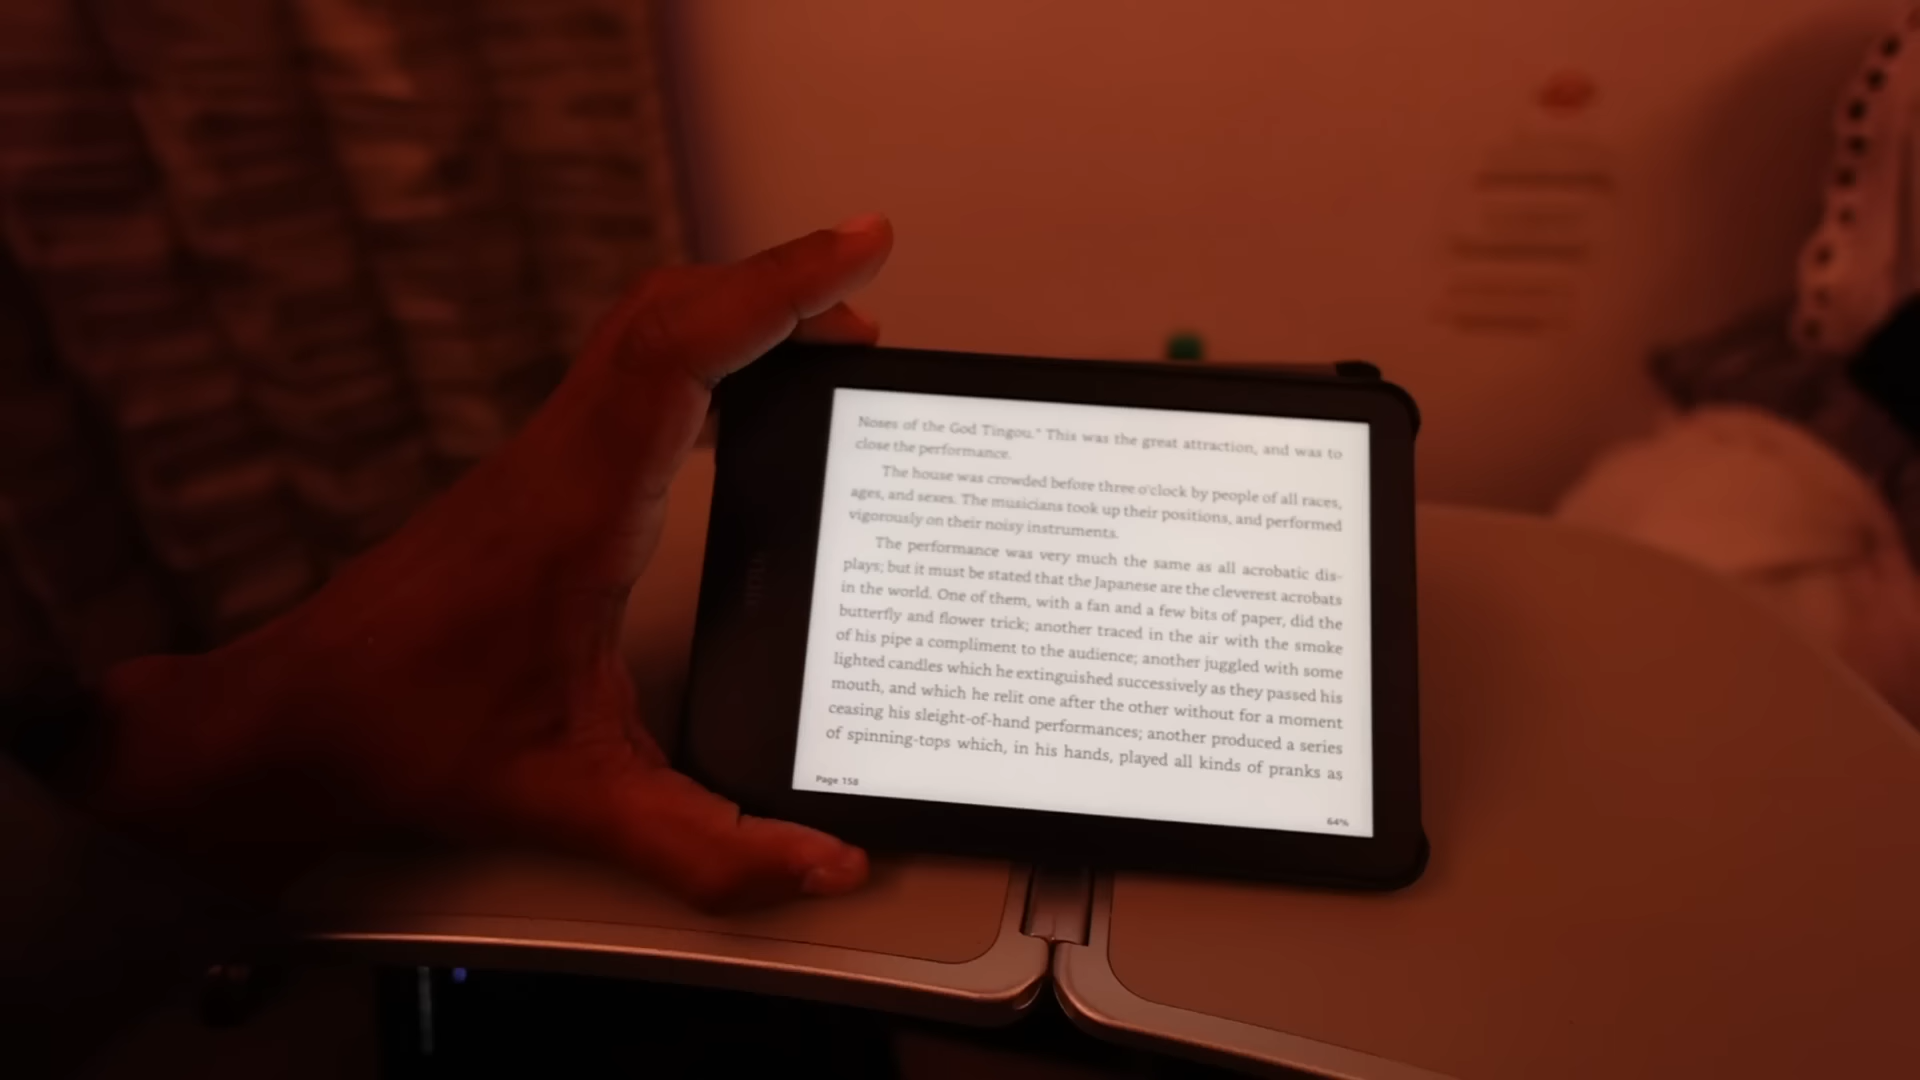 Noses of the God Tingou." This was the great attraction, and was to
close the performance.
The house was crowded before three o'clock by people of all races,
ages, and sexes. The musicians took up their positions, and performed
vigorously on their noisy instruments.
The performance was very much the same as all acrobatic dis-
plays; but it must be stated that the Japanese are the cleverest acrobats
in the world. One of them, with a fan and a few bits of paper, did the
butterfly and flower trick; another traced in the air with the smoke
of his pipe a compliment to the audience; another juggled with some
lighted candles which he extinguished successively as they passed his
mouth, and which he relit one after the other without for a moment
ceasing his sleight-of-hand performances; another produced a series
of spinning-tops which, in his hands, played all kinds of pranks as
Page 158
64%